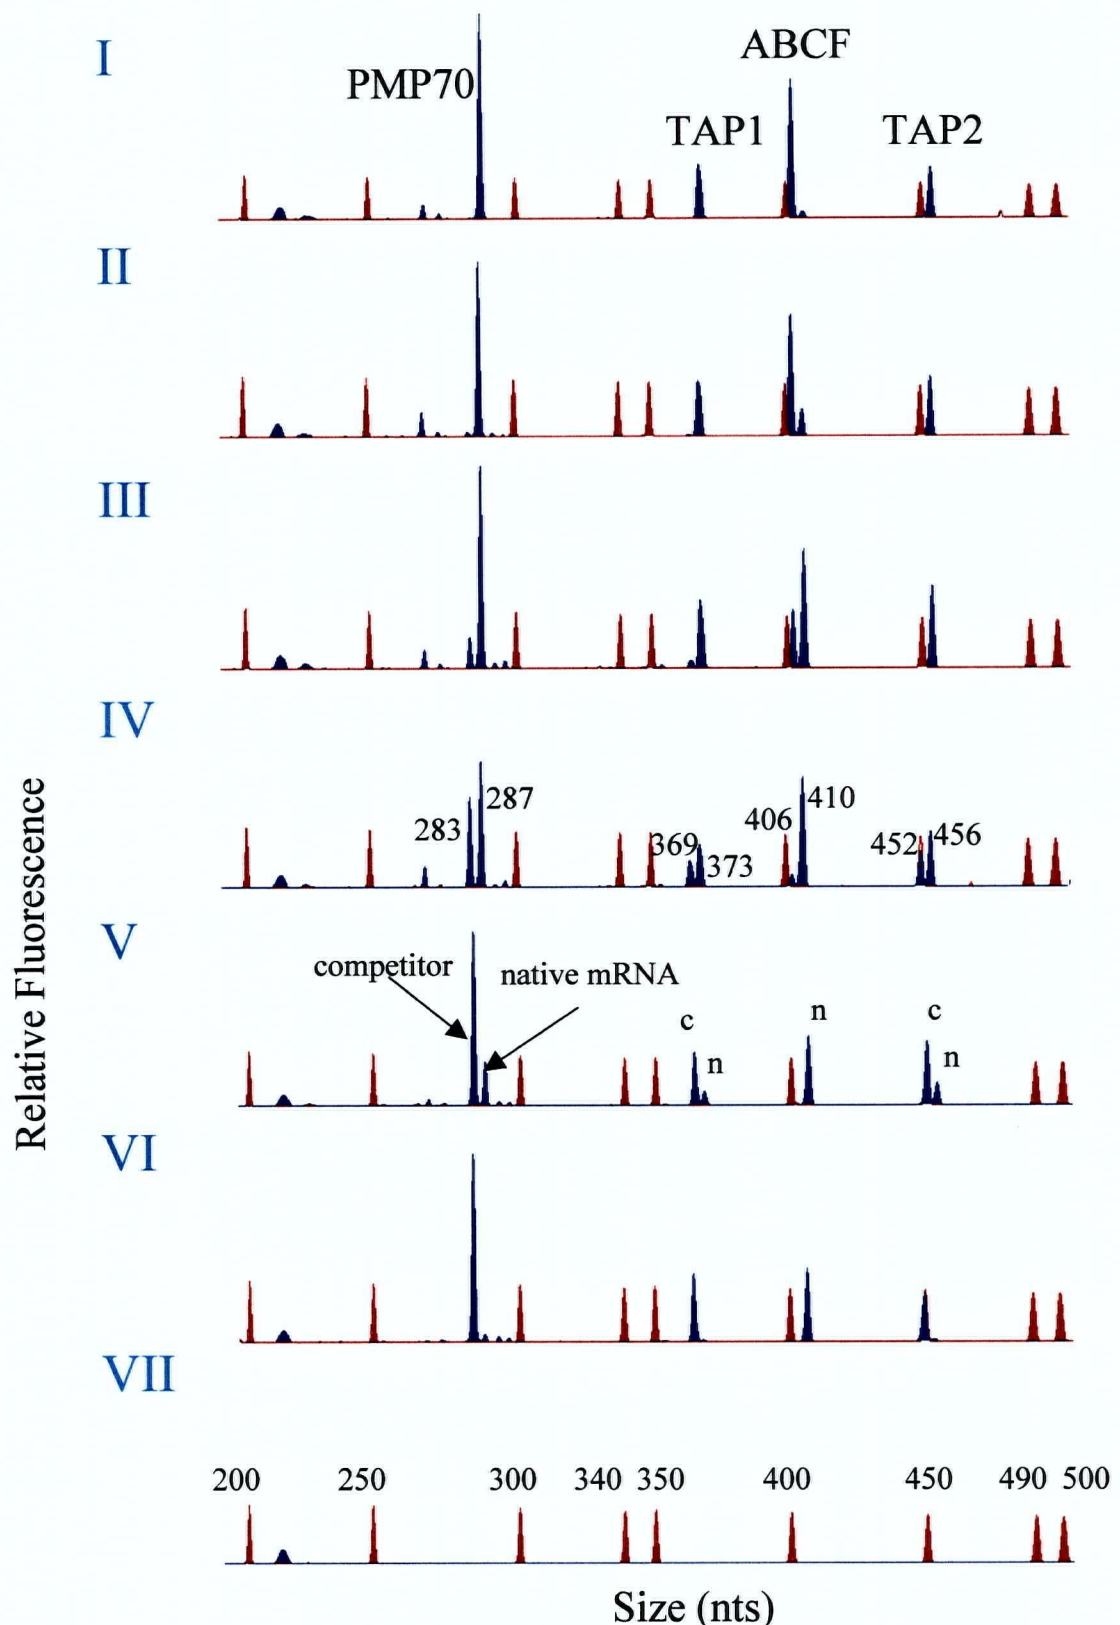 I
PMP70
ABCF
TAP1
TAP2
II
III
IV
283
287
369
373
406
410
452
456
V
competitor
native mRNA
c
n
n
c
n
VI
VII
200 250 300 340 350 400 450 490 500
Size (nts)
Relative Fluorescence